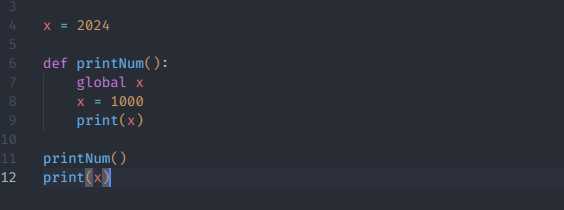 3
4 x = 2024
5
6 def printNum():
7     global x
8     x = 1000
9     print(x)
10
11 printNum()
12 print(x)